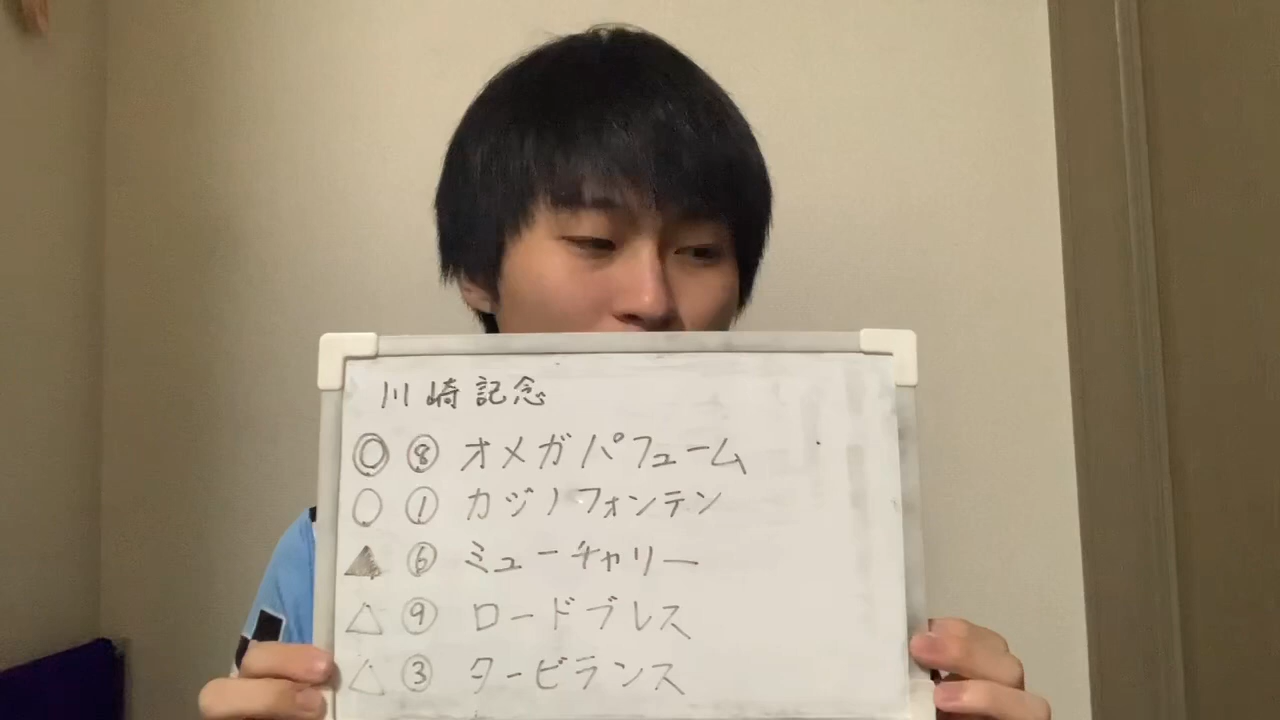 川崎記念
◎ ⑧ オメガパフューム
○ ① カジノフォンテン
▲ ⑥ ミューチャリー
△ ⑨ ロードブレス
△ ③ タービランス